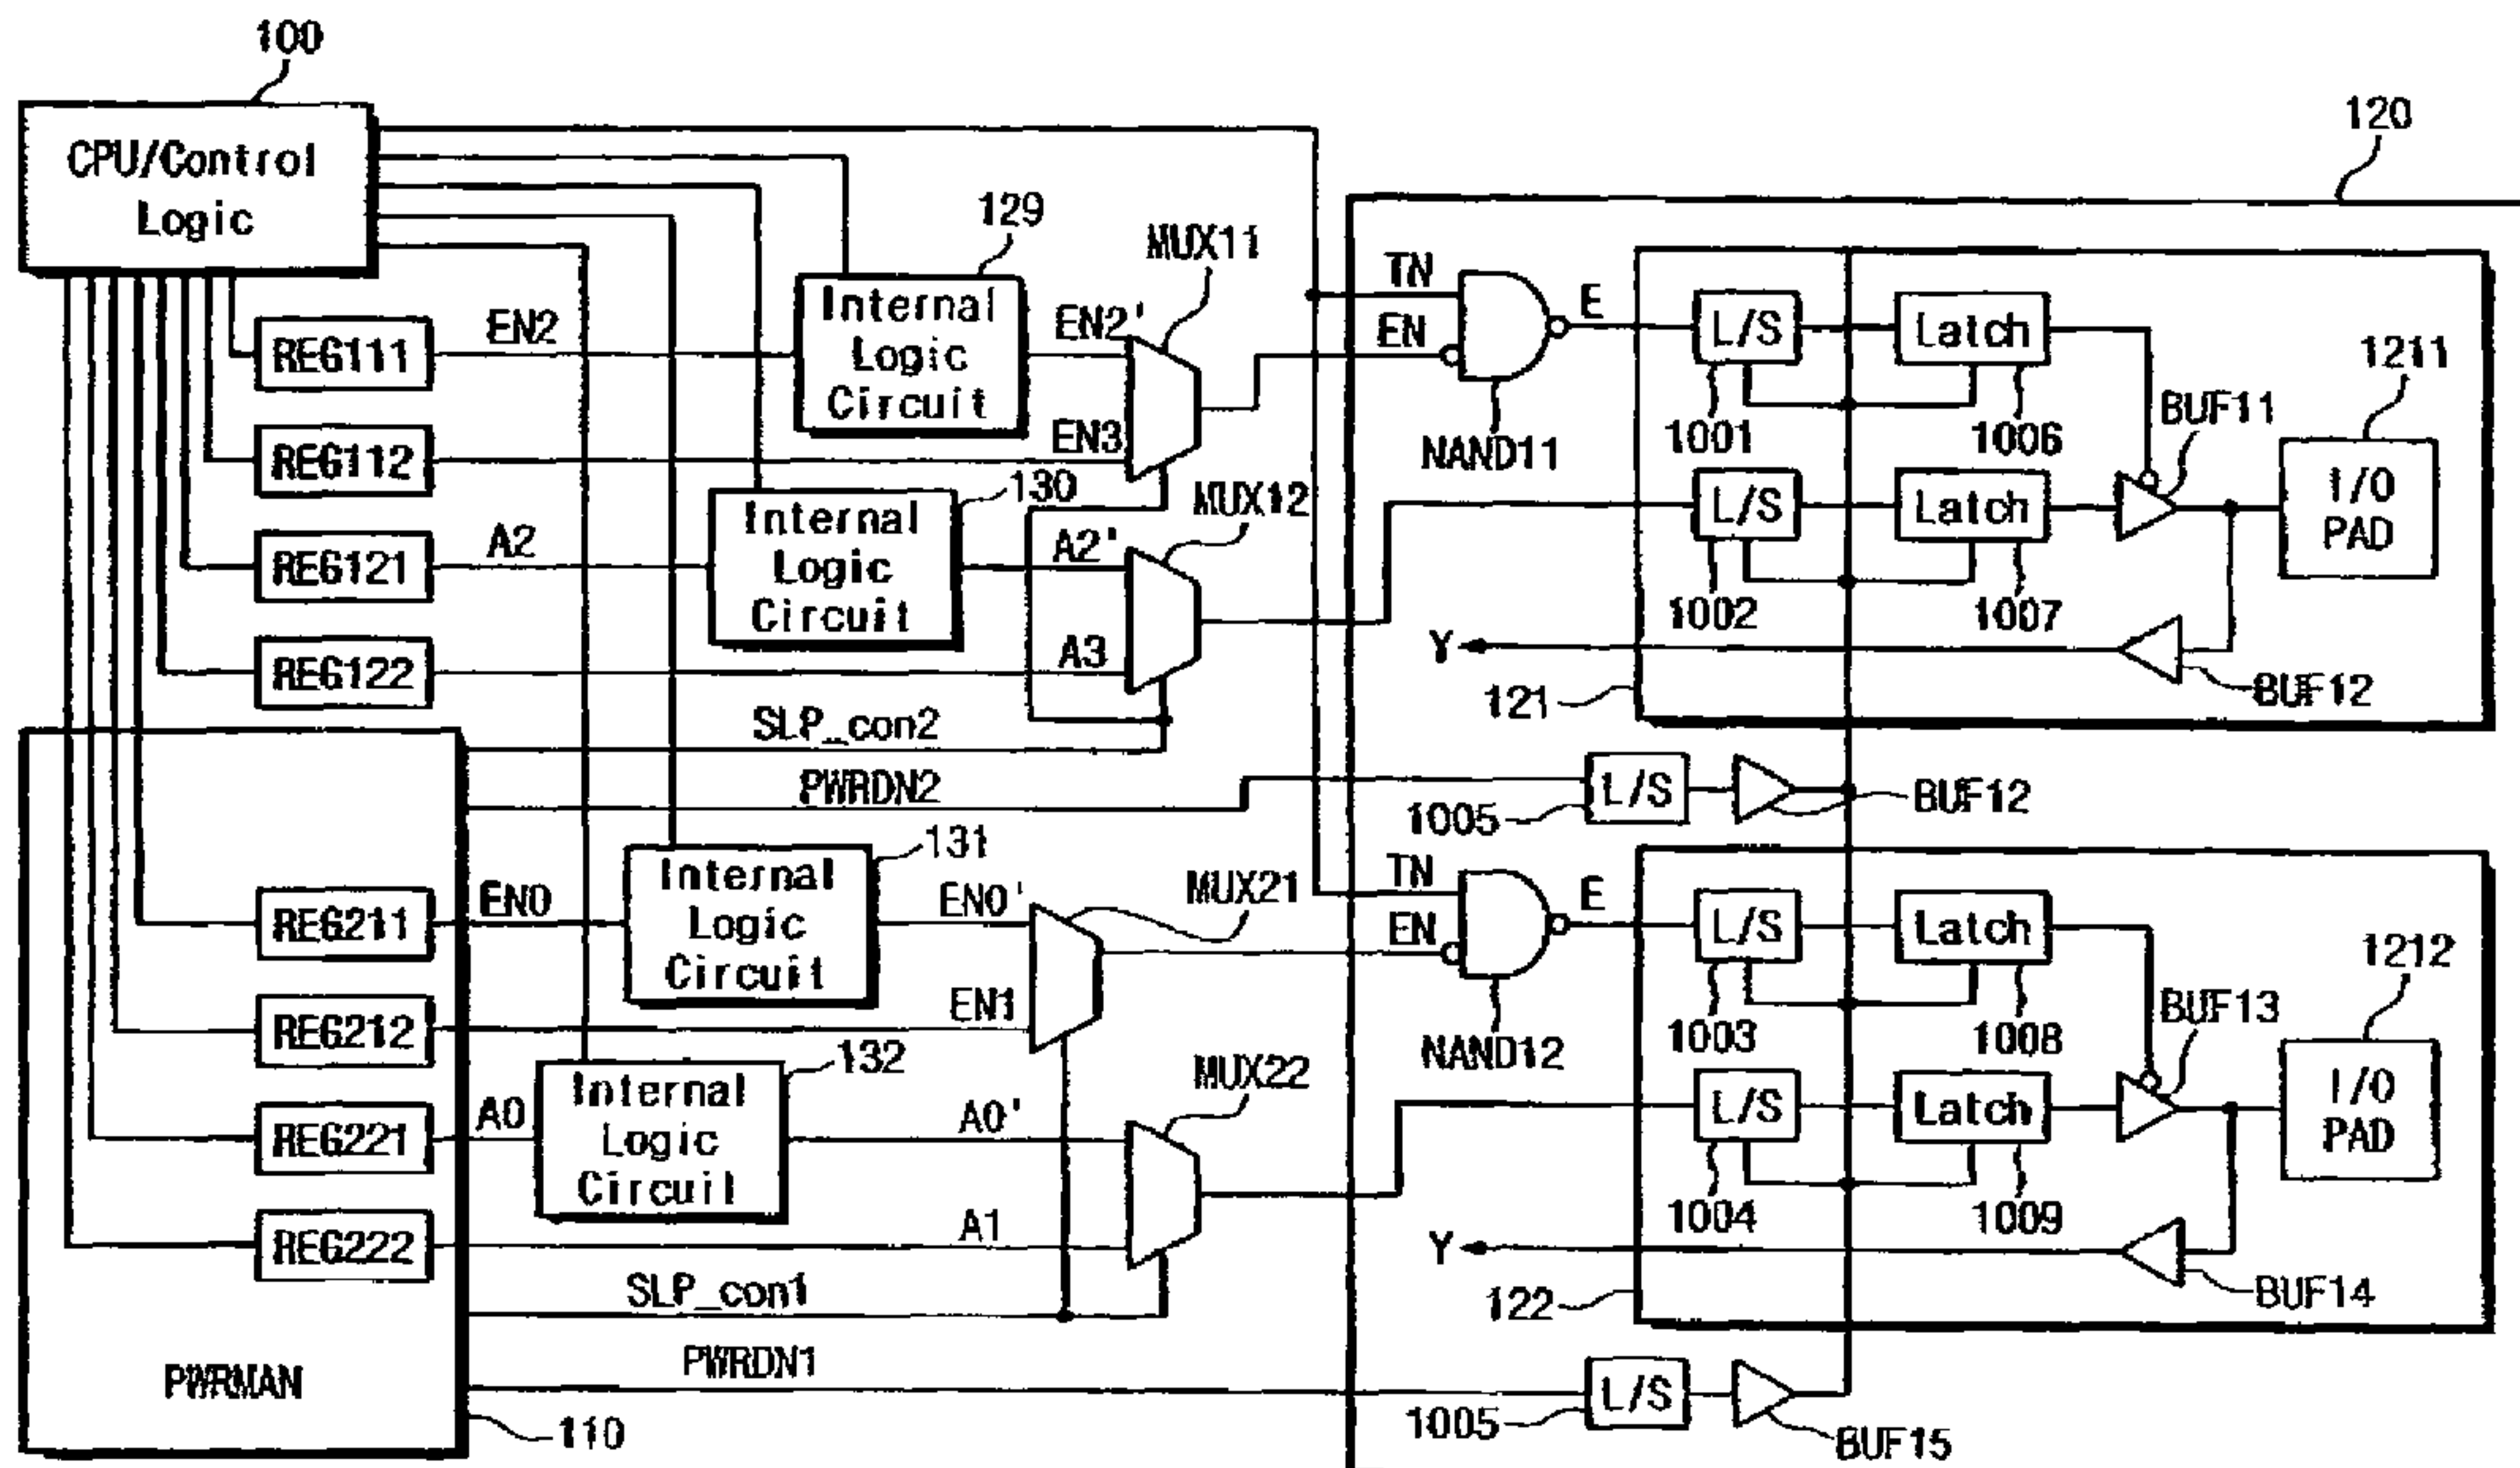 100
CPU/Control
Logic
120
129
MUX11
Internal
Logic
Circuit
TN
EN
E
L/S
Latch
REG111
EN2
EN2'
1211
BUF11
REG112
EN3
NAND11
1001
1006
I/O
PAD
130
MUX12
Internal
Logic
Circuit
L/S
Latch
REG121
A2
A2'
1002
1007
REG122
A3
Y
121
BUF12
SLP_con2
PWRDN2
L/S
1005
BUF12
131
Internal
Logic
Circuit
MUX21
TN
EN
E
L/S
Latch
REG211
EN0
EN0'
1212
BUF13
REG212
EN1
NAND12
1003
1008
I/O
PAD
132
MUX22
Internal
Logic
Circuit
L/S
Latch
REG221
A0
A0'
1004
1009
REG222
A1
Y
122
BUF14
SLP_con1
PWRDN1
L/S
1005
BUF15
PWRMAN
110